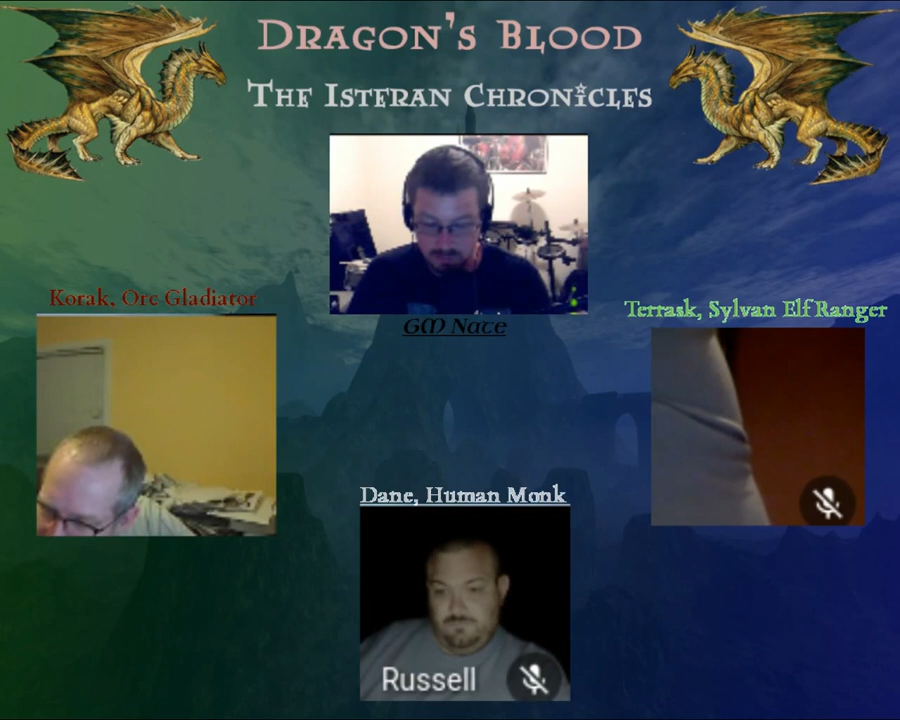 Dragon's Blood
The Isteran Chronicles
GM Nate
Korak, Orc Gladiator
Terrask, Sylvan Elf Ranger
Dane, Human Monk
Russell